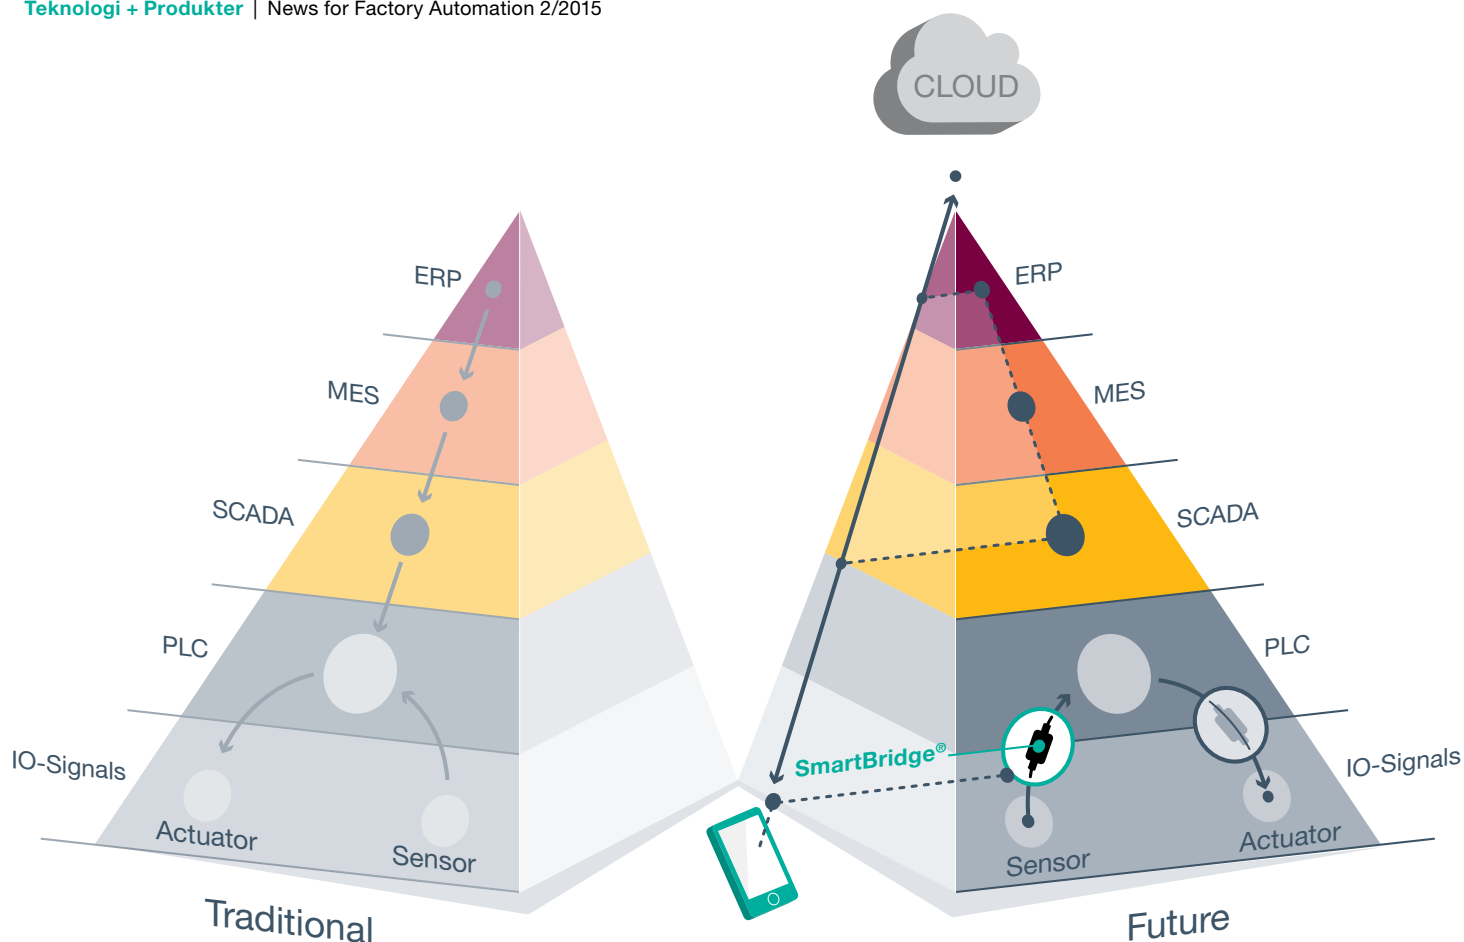 Teknologi + Produkter | News for Factory Automation 2/2015
CLOUD
ERP
MES
SCADA
PLC
IO-Signals
Actuator
Sensor
Traditional
ERP
MES
SCADA
PLC
IO-Signals
SmartBridge®
Sensor
Actuator
Future